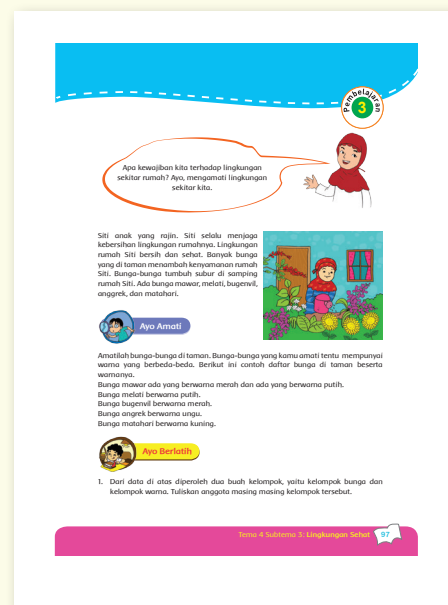 Pembelajaran
3
Apa kewajiban kita terhadap lingkungan
sekitar rumah? Ayo, mengamati lingkungan
sekitar kita.
Siti anak yang rajin. Siti selalu menjaga
kebersihan lingkungan rumahnya. Lingkungan
rumah Siti bersih dan sehat. Banyak bunga
yang di taman menambah kenyamanan rumah
Siti. Bunga-bunga tumbuh subur di samping
rumah Siti. Ada bunga mawar, melati, bugenvil,
anggrek, dan matahari.
Ayo Amati
Amatilah bunga-bunga di taman. Bunga-bunga yang kamu amati tentu mempunyai
warna yang berbeda-beda. Berikut ini contoh daftar bunga di taman beserta
warnanya.
Bunga mawar ada yang berwarna merah dan ada yang berwarna putih.
Bunga melati berwarna putih.
Bunga bugenvil berwarna merah.
Bunga angrek berwarna ungu.
Bunga matahari berwarna kuning.
Ayo Berlatih
1. Dari data di atas diperoleh dua buah kelompok, yaitu kelompok bunga dan
kelompok warna. Tuliskan anggota masing masing kelompok tersebut.
Tema 4 Subtema 3: Lingkungan Sehat
97